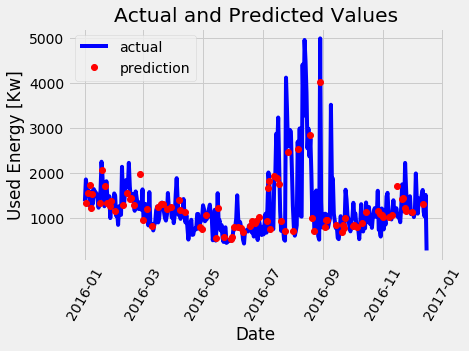 Actual and Predicted Values
actual
prediction
Used Energy [Kw]
5000
4000
3000
2000
1000
2016-01
2016-03
2016-05
2016-07
2016-09
2016-11
2017-01
Date